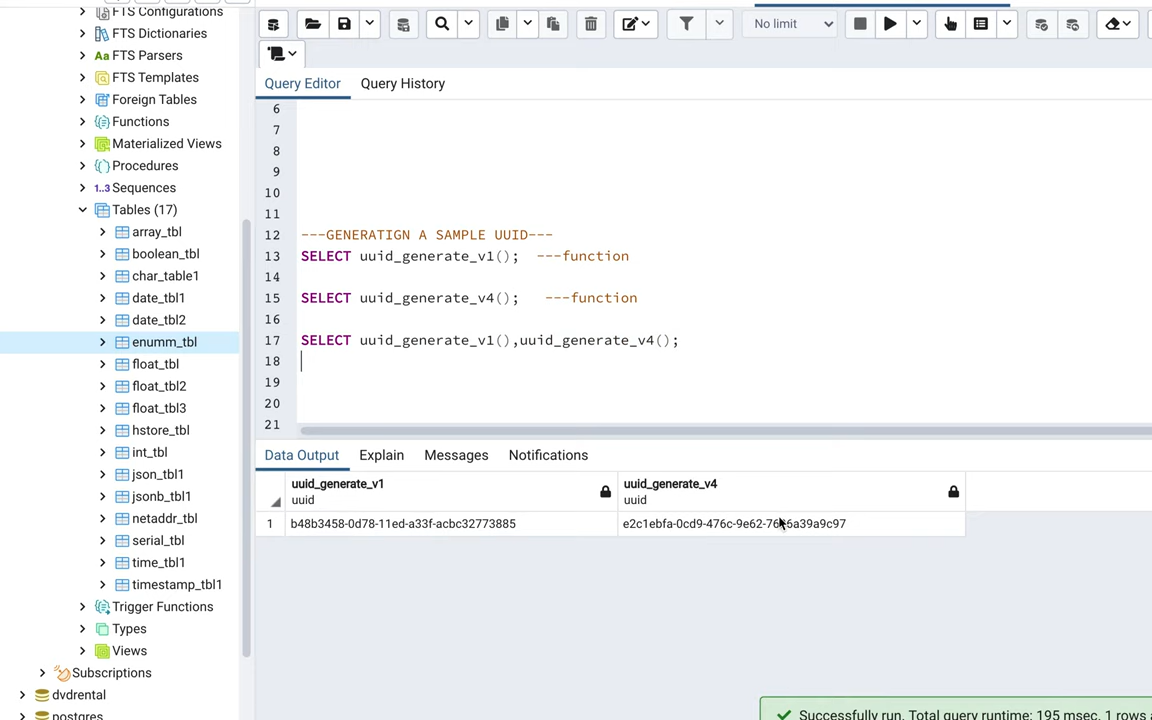 FTS Configurations
FTS Dictionaries
Aa FTS Parsers
FTS Templates
Foreign Tables
Functions
Materialized Views
Procedures
1..3 Sequences
Tables (17)
array_tbl
boolean_tbl
char_table1
date_tbl1
date_tbl2
enumm_tbl
float_tbl
float_tbl2
float_tbl3
hstore_tbl
int_tbl
json_tbl1
jsonb_tbl1
netaddr_tbl
serial_tbl
time_tbl1
timestamp_tbl1
Trigger Functions
Types
Views
Subscriptions
dvdrental
postgres
No limit
Query Editor Query History
6
7
8
9
10
11
12 ---GENERATIGN A SAMPLE UUID---
13 SELECT uuid_generate_v1(); ---function
14
15 SELECT uuid_generate_v4(); ---function
16
17 SELECT uuid_generate_v1(),uuid_generate_v4();
18
19
20
21
Data Output Explain Messages Notifications
uuid_generate_v1 uuid_generate_v4
uuid uuid
1 b48b3458-0d78-11ed-a33f-acbc32773885
Successfully run. Total query runtime: 195 msec. 1 rows